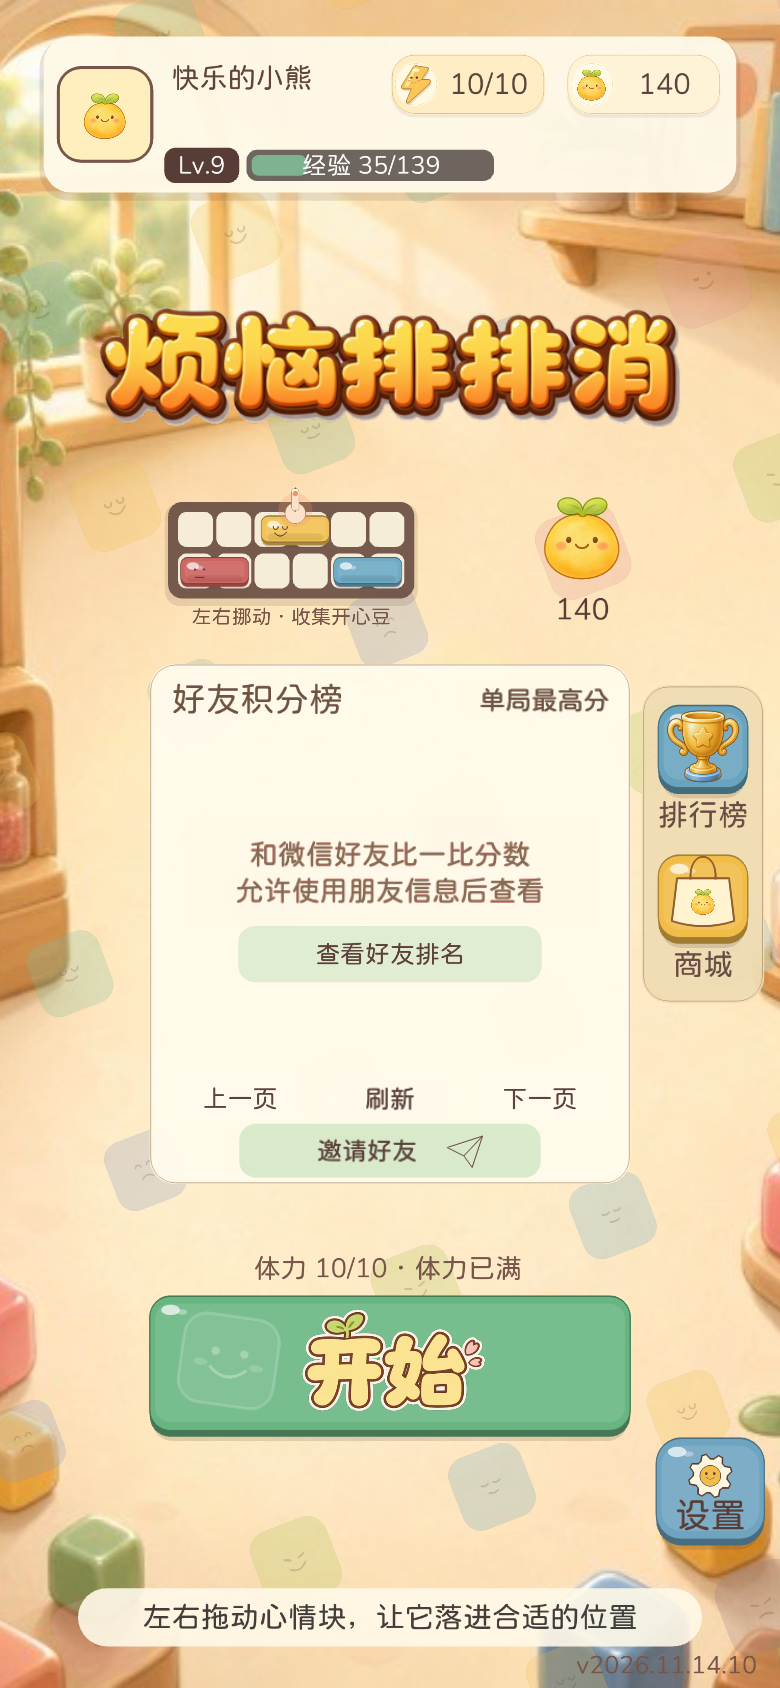 快乐的小熊
10/10
140
Lv.9
经验 35/139
烦恼排排消
左右挪动·收集开心豆
140
好友积分榜
单局最高分
和微信好友比一比分数
允许使用朋友信息后查看
查看好友排名
上一页
刷新
下一页
邀请好友
排行榜
商城
体力 10/10·体力已满
开始
设置
左右拖动心情块，让它落进合适的位置
v2026.11.14.10